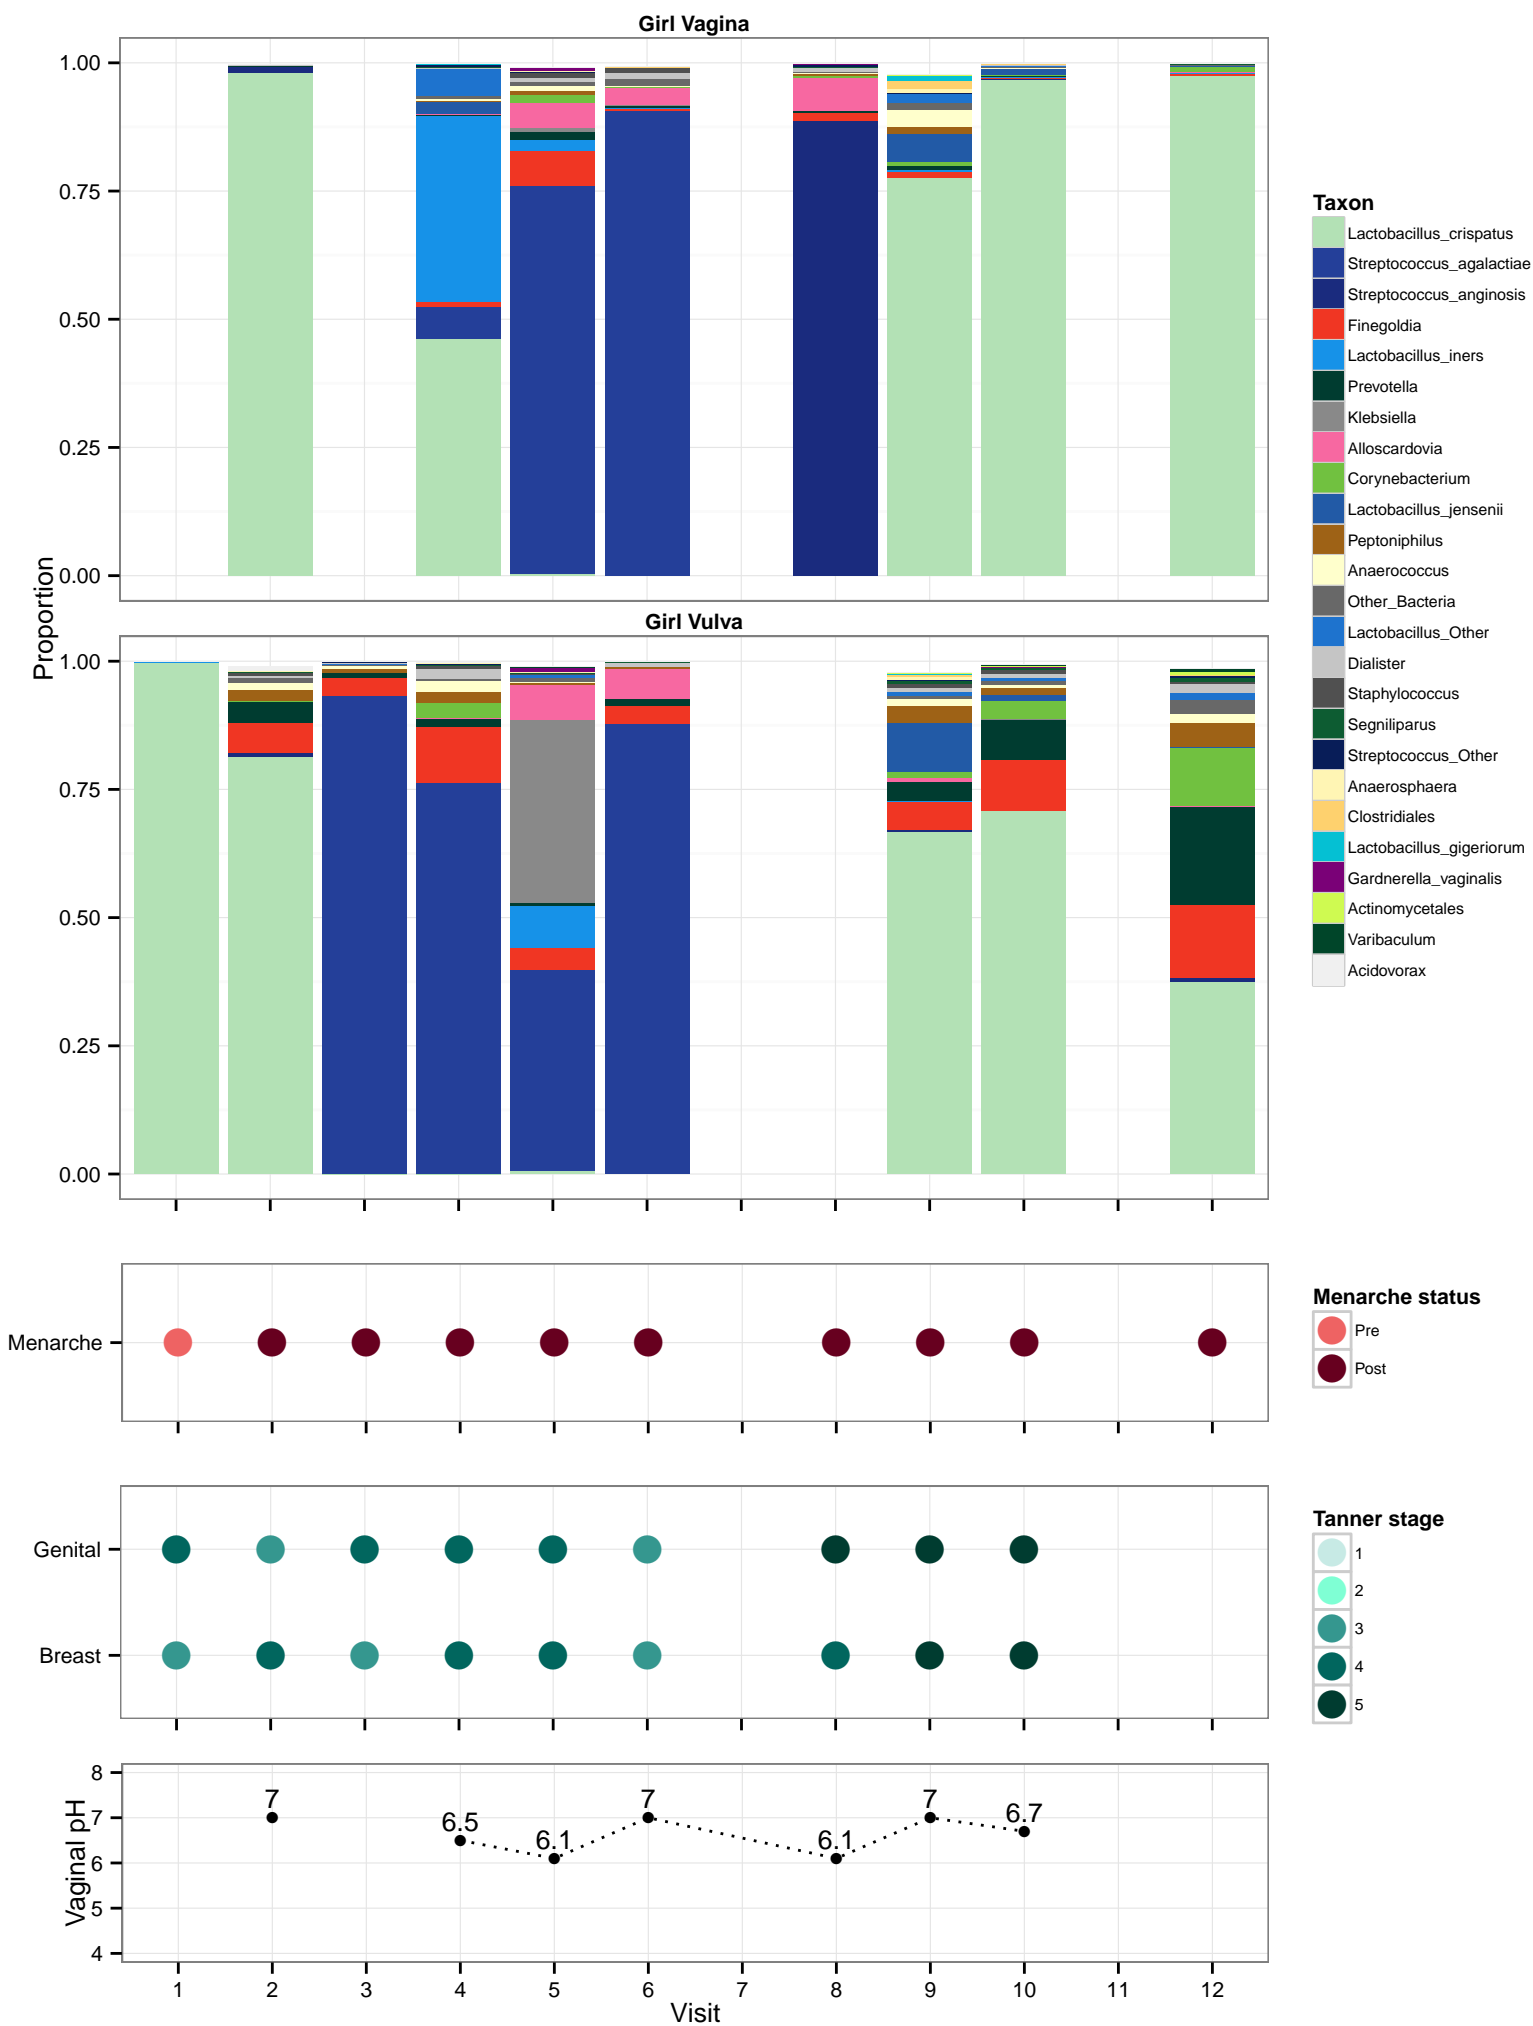 Girl Vagina
1.00
0.75
0.50
0.25
0.00
Proportion
Girl Vulva
1.00
0.75
0.50
0.25
0.00
Taxon
Lactobacillus_crispatus
Streptococcus_agalactiae
Streptococcus_anginosis
Finegoldia
Lactobacillus_iners
Prevotella
Klebsiella
Alloscardovia
Corynebacterium
Lactobacillus_jensenii
Peptoniphilus
Anaerococcus
Other_Bacteria
Lactobacillus_Other
Dialister
Staphylococcus
Segniliparus
Streptococcus_Other
Anaerosphaera
Clostridiales
Lactobacillus_gigeriorum
Gardnerella_vaginalis
Actinomycetales
Varibaculum
Acidovorax
Menarche
Menarche status
Pre
Post
Genital
Breast
Tanner stage
1
2
3
4
5
Vaginal pH
8
7
6
5
4
7 6.5 6.1 7 6.1 7 6.7
1 2 3 4 5 6 7 8 9 10 11 12
Visit